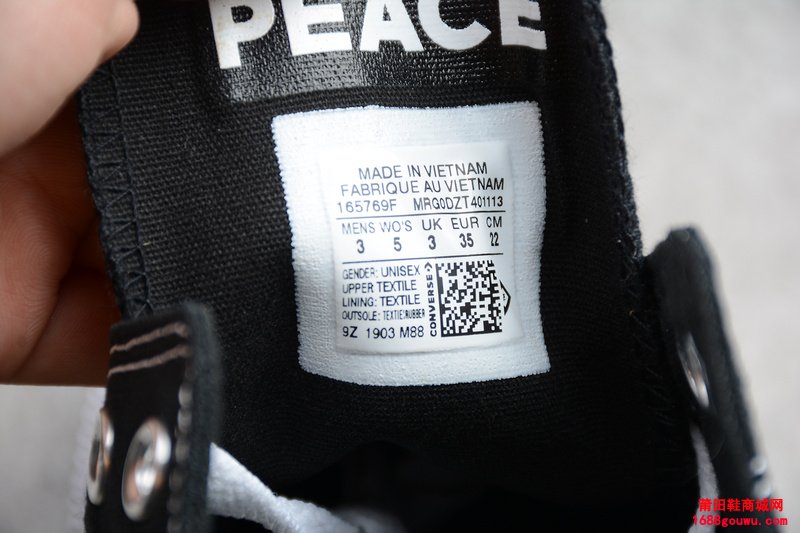 PEACE
MADE IN VIETNAM
FABRIQUE AU VIETNAM
165769F MRG0DZT401113
MENS WO'S UK EUR CM
3 5 3 35 22
GENDER: UNISEX
UPPER TEXTILE
LINING: TEXTILE
OUTSOLE: TEXTIE\RUBBER
9Z 1903 M88
CONVERSE
莆田鞋商城网
1688gouwu.com